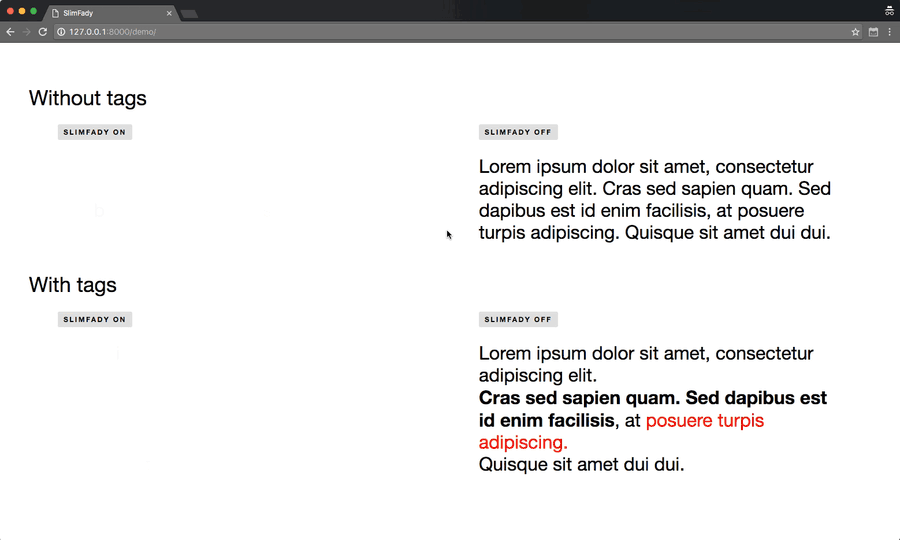 SlimFady
127.0.0.1:8000/demo/
Without tags
SLIMFADY ON
SLIMFADY OFF
Lorem ipsum dolor sit amet, consectetur
adipiscing elit. Cras sed sapien quam. Sed
dapibus est id enim facilisis, at posuere
turpis adipiscing. Quisque sit amet dui dui.
With tags
SLIMFADY ON
SLIMFADY OFF
Lorem ipsum dolor sit amet, consectetur
adipiscing elit.
Cras sed sapien quam. Sed dapibus est
id enim facilisis, at posuere turpis
adipiscing.
Quisque sit amet dui dui.